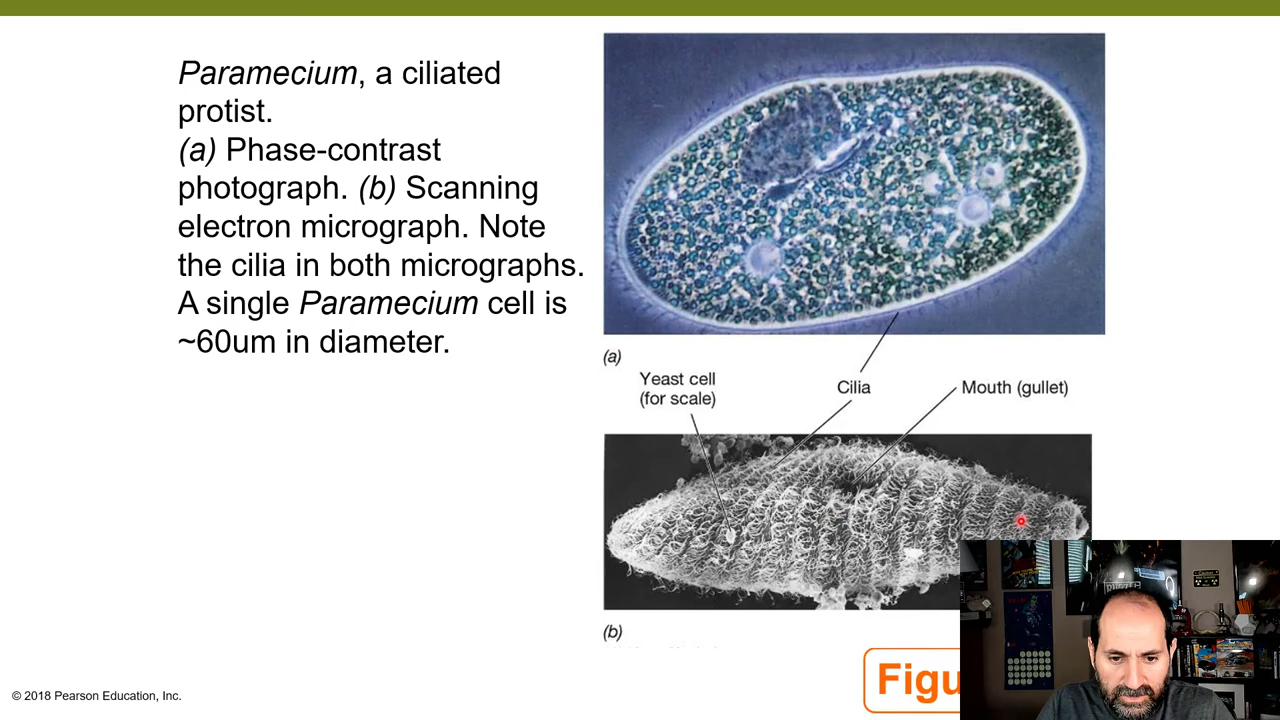 Paramecium, a ciliated
protist.
(a) Phase-contrast
photograph. (b) Scanning
electron micrograph. Note
the cilia in both micrographs.
A single Paramecium cell is
~60um in diameter.
(a)
Yeast cell
(for scale)
Cilia
Mouth (gullet)
(b)
Figu
© 2018 Pearson Education, Inc.